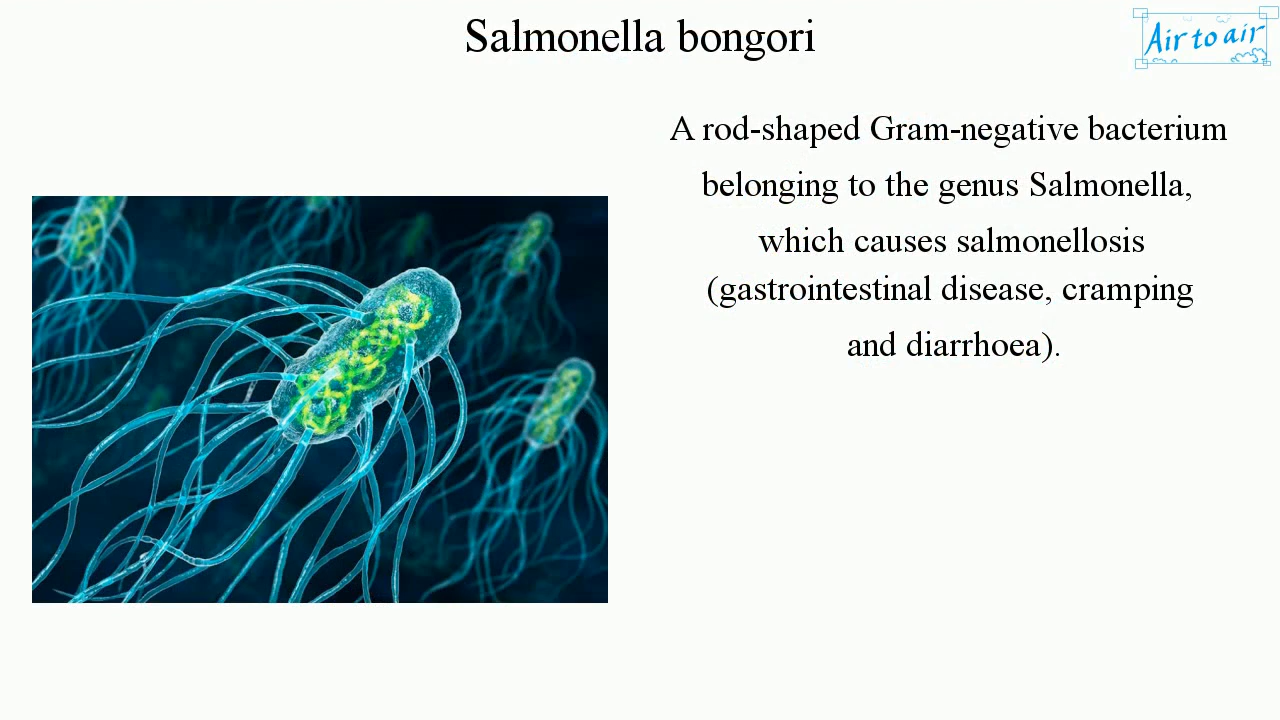 Salmonella bongori
Air to air
A rod-shaped Gram-negative bacterium
belonging to the genus Salmonella,
which causes salmonellosis
(gastrointestinal disease, cramping
and diarrhoea).